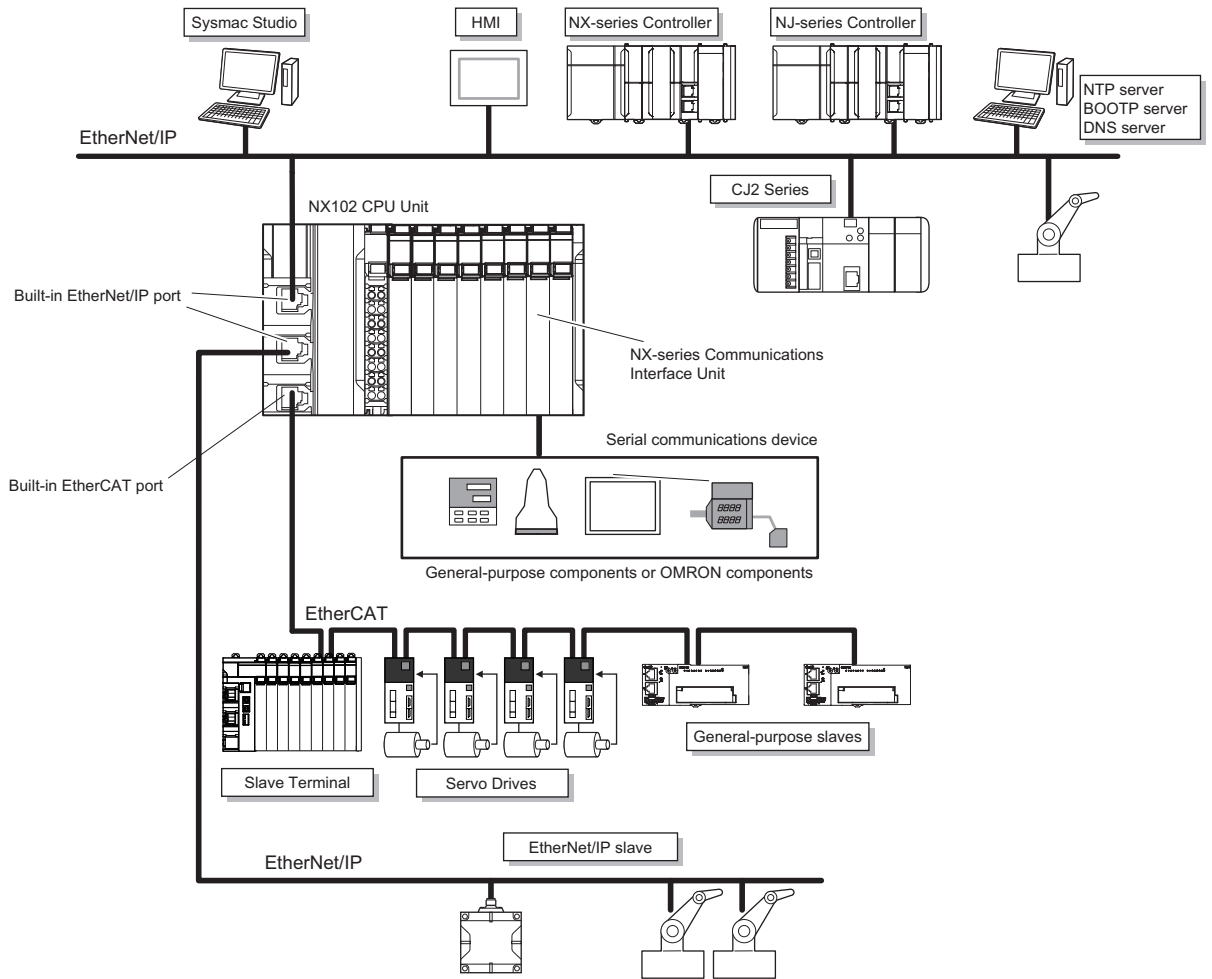 Sysmac Studio
HMI
NX-series Controller
NJ-series Controller
NTP server
BOOTP server
DNS server
EtherNet/IP
CJ2 Series
NX102 CPU Unit
Built-in EtherNet/IP port
NX-series Communications
Interface Unit
Serial communications device
Built-in EtherCAT port
8888
8888
General-purpose components or OMRON components
EtherCAT
General-purpose slaves
Slave Terminal
Servo Drives
EtherNet/IP slave
EtherNet/IP